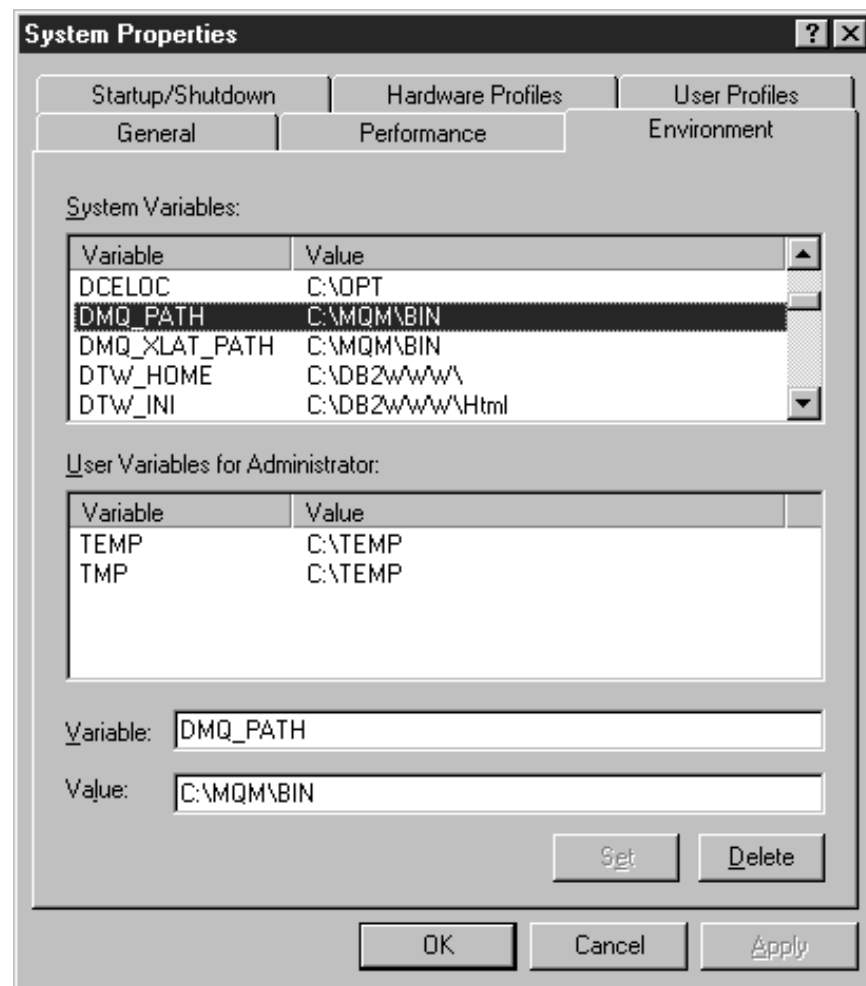 System Properties
Startup/Shutdown Hardware Profiles User Profiles
General Performance Environment
System Variables:
Variable Value
DCELOC C:\OPT
DMQ_PATH C:\MQM\BIN
DMQ_XLAT_PATH C:\MQM\BIN
DTW_HOME C:\DB2WWW\
DTW_INI C:\DB2WWW\Html
User Variables for Administrator:
Variable Value
TEMP C:\TEMP
TMP C:\TEMP
Variable: DMQ_PATH
Value: C:\MQM\BIN
Set Delete
OK Cancel Apply